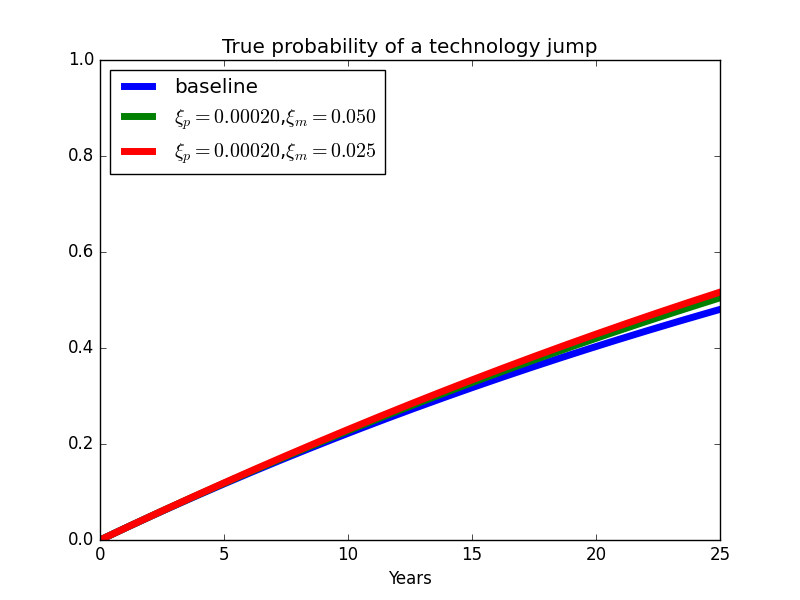 True probability of a technology jump
1.0
baseline
ξp = 0.00020,ξm = 0.050
ξp = 0.00020,ξm = 0.025
0.8
0.6
0.4
0.2
0.0
0 5 10 15 20 25
Years